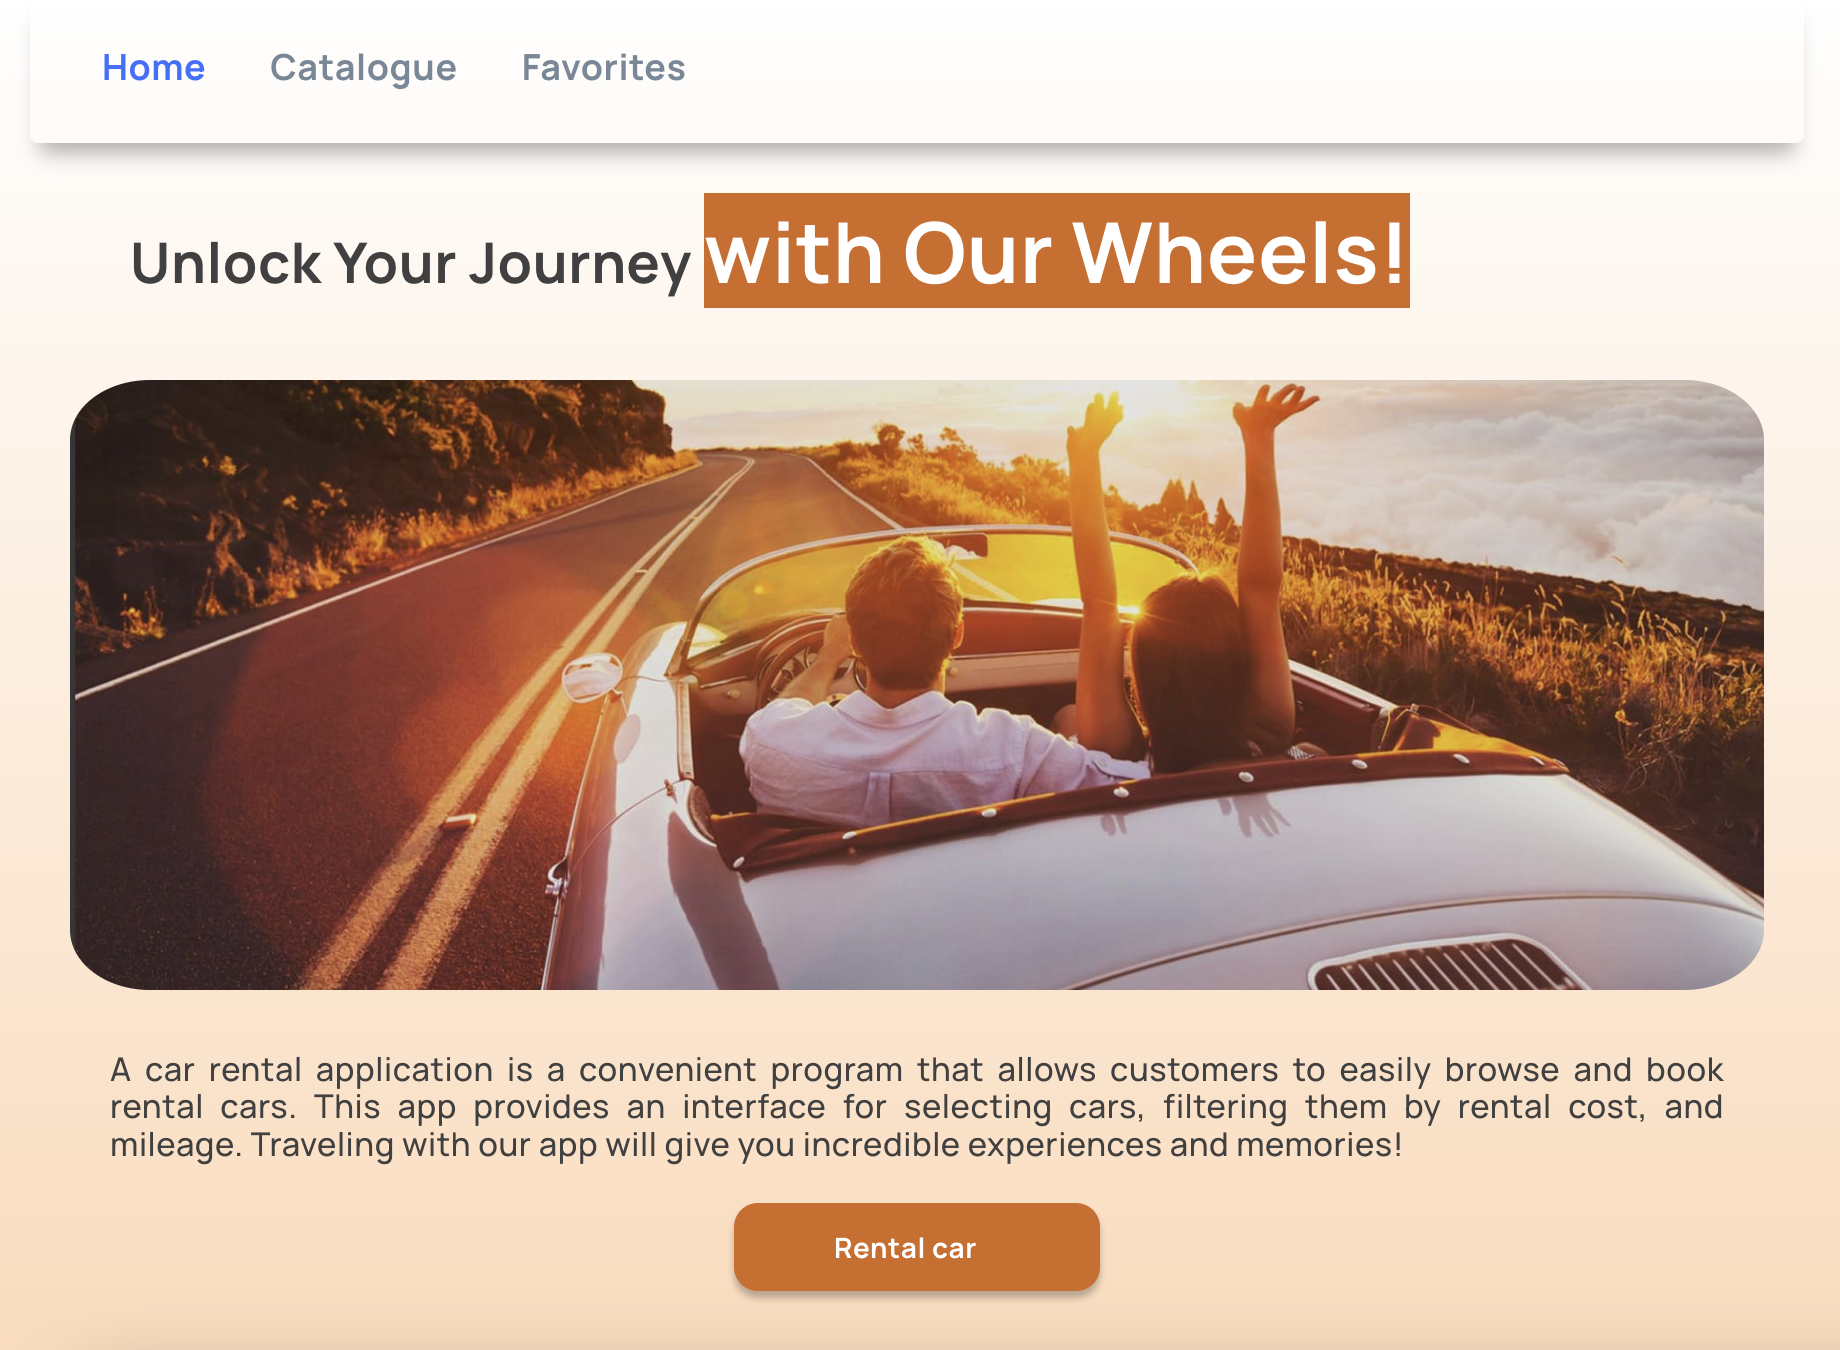 Home Catalogue Favorites
Unlock Your Journey with Our Wheels!
A car rental application is a convenient program that allows customers to easily browse and book
rental cars. This app provides an interface for selecting cars, filtering them by rental cost, and
mileage. Traveling with our app will give you incredible experiences and memories!
Rental car